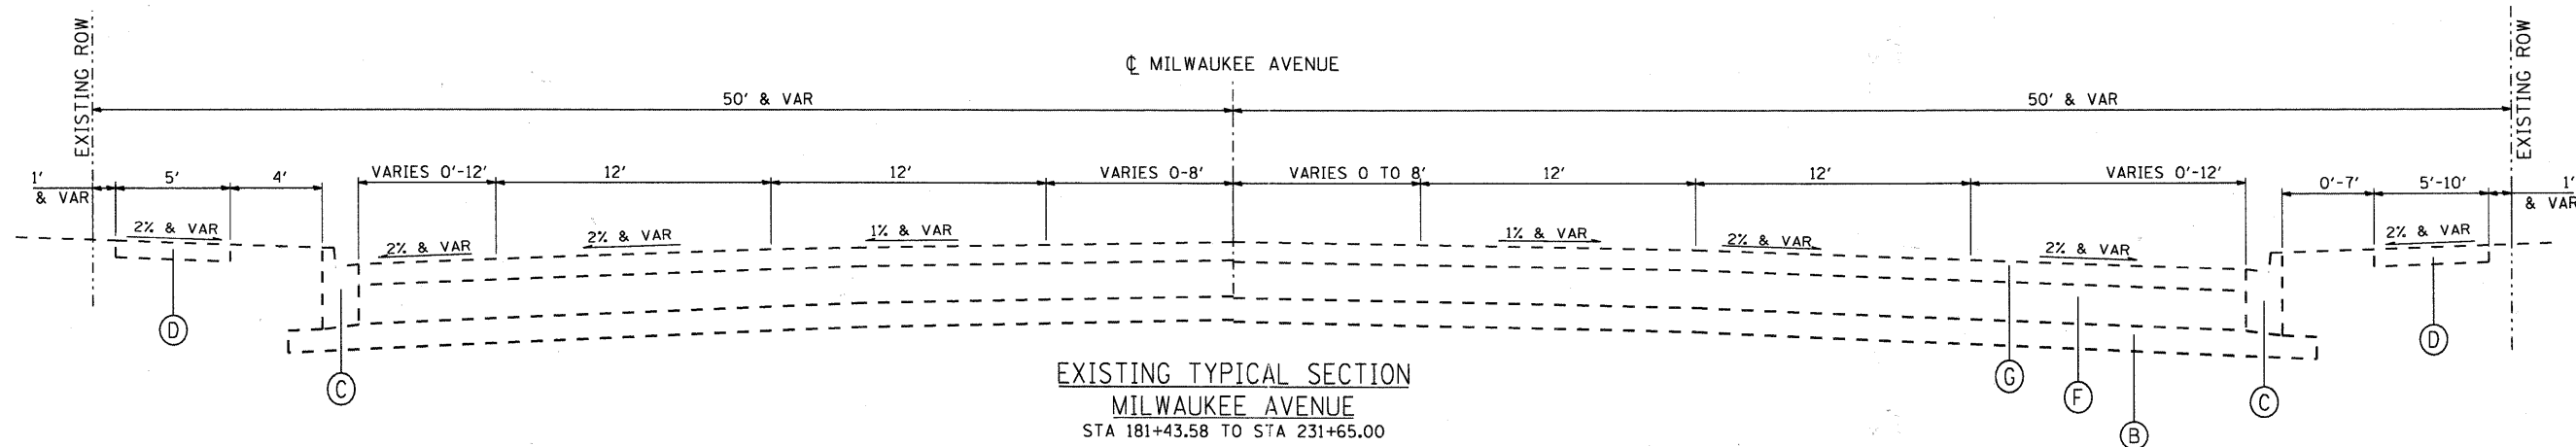 EXISTING ROW
EXISTING ROW
℄ MILWAUKEE AVENUE
50' & VAR
50' & VAR
1'
& VAR
5'
4'
VARIES 0'-12'
12'
12'
VARIES 0-8'
VARIES 0 TO 8'
12'
12'
VARIES 0'-12'
0'-7'
5'-10'
1'
& VAR
2% & VAR
2% & VAR
2% & VAR
1% & VAR
1% & VAR
2% & VAR
2% & VAR
2% & VAR
D
C
G
F
B
C
D
EXISTING TYPICAL SECTION
MILWAUKEE AVENUE
STA 181+43.58 TO STA 231+65.00